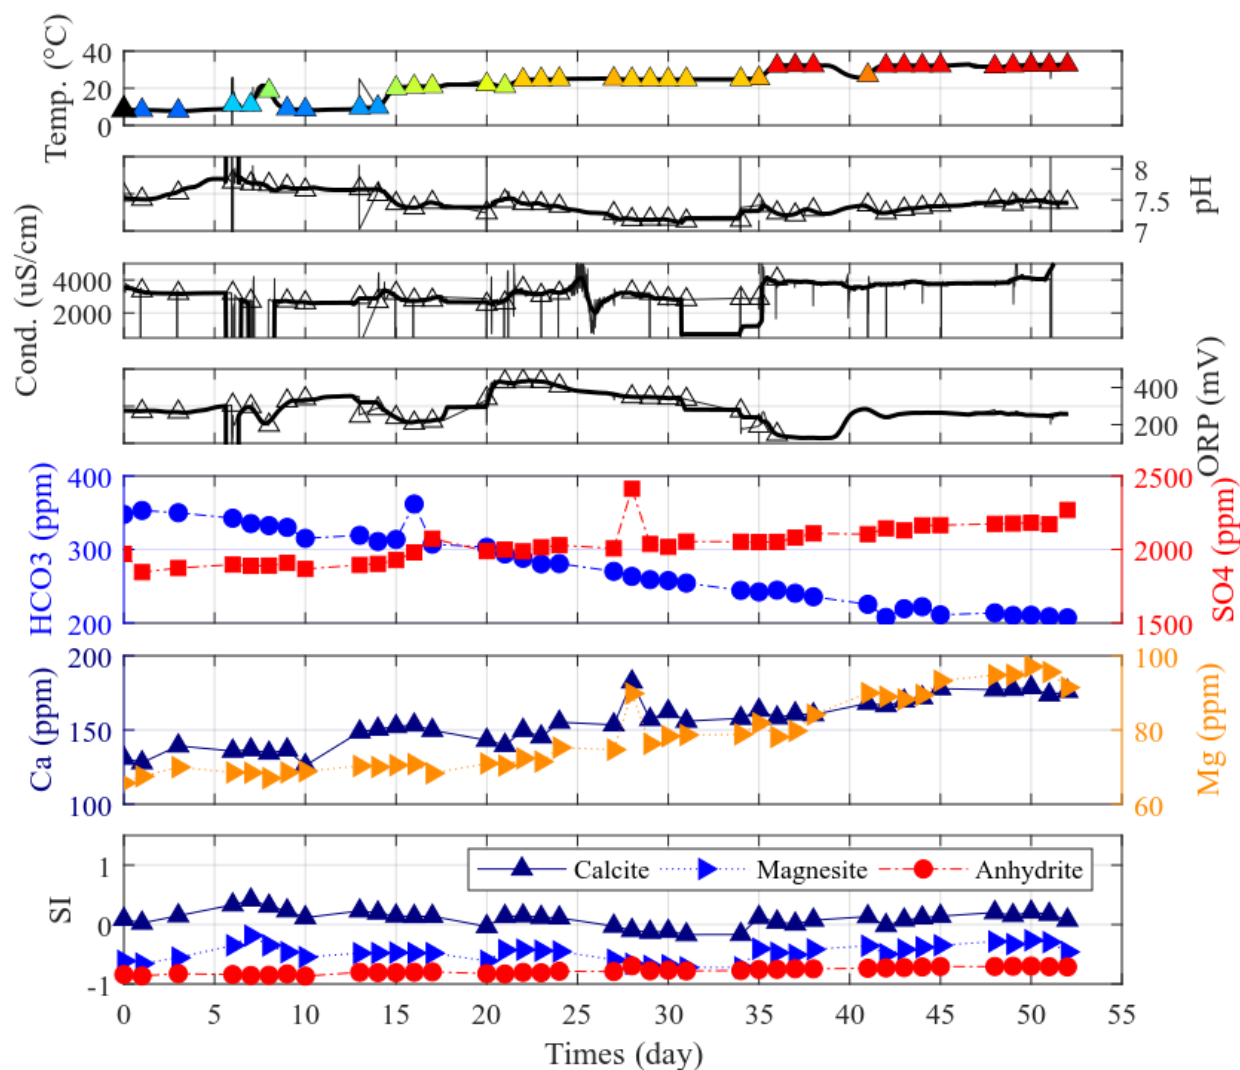 Temp. (°C)
40
20
0
8
7.5
7
pH
Cond. (uS/cm)
4000
2000
400
200
ORP (mV)
HCO3 (ppm)
400
300
200
2500
2000
1500
SO4 (ppm)
Ca (ppm)
200
150
100
100
80
60
Mg (ppm)
SI
1
0
-1
Calcite Magnesite Anhydrite
0 5 10 15 20 25 30 35 40 45 50 55
Times (day)